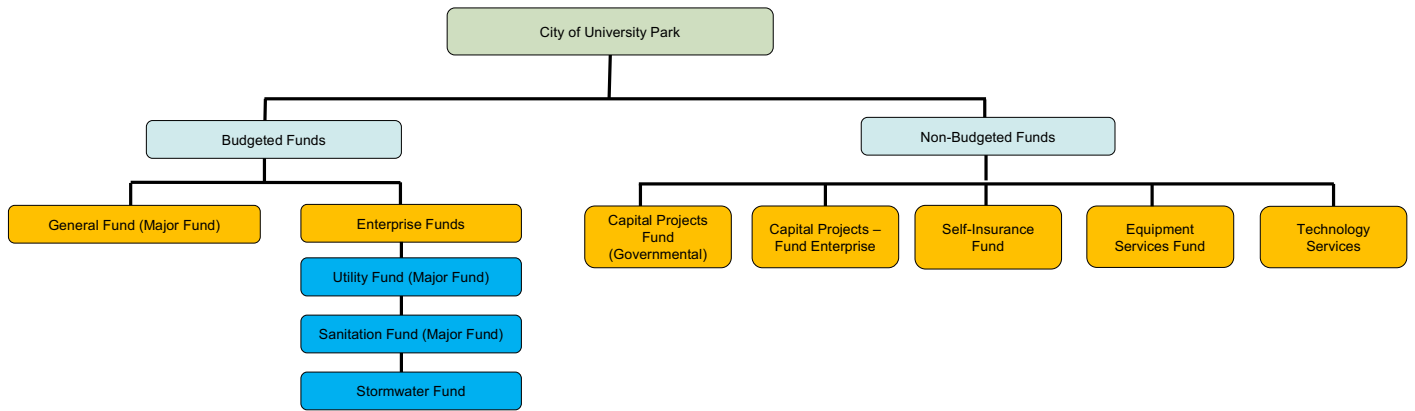 City of University Park
Budgeted Funds
Non-Budgeted Funds
General Fund (Major Fund)
Enterprise Funds
Utility Fund (Major Fund)
Sanitation Fund (Major Fund)
Stormwater Fund
Capital Projects
Fund
(Governmental)
Capital Projects –
Fund Enterprise
Self-Insurance
Fund
Equipment
Services Fund
Technology
Services